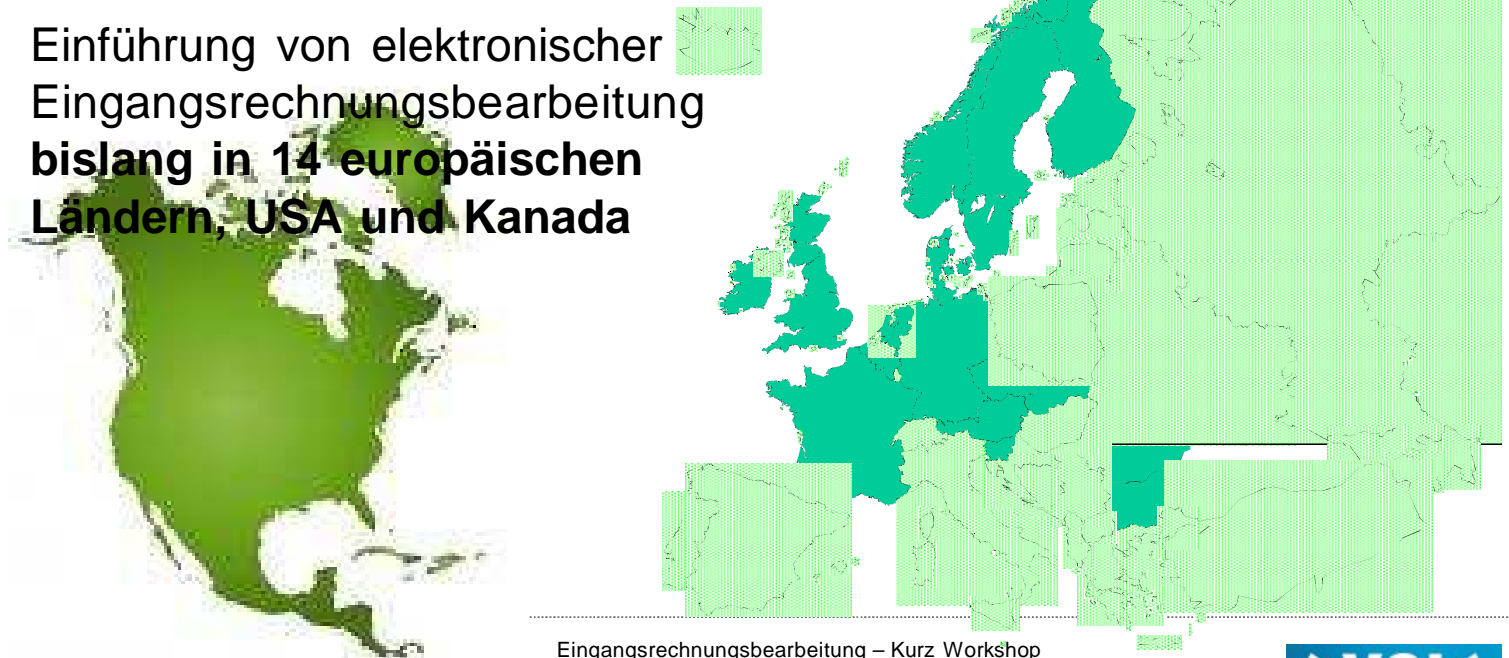 Einführung von elektronischer
Eingangsrechnungsbearbeitung
bislang in 14 europäischen
Ländern, USA und Kanada
Eingangsrechnungsbearbeitung – Kurz Workshop